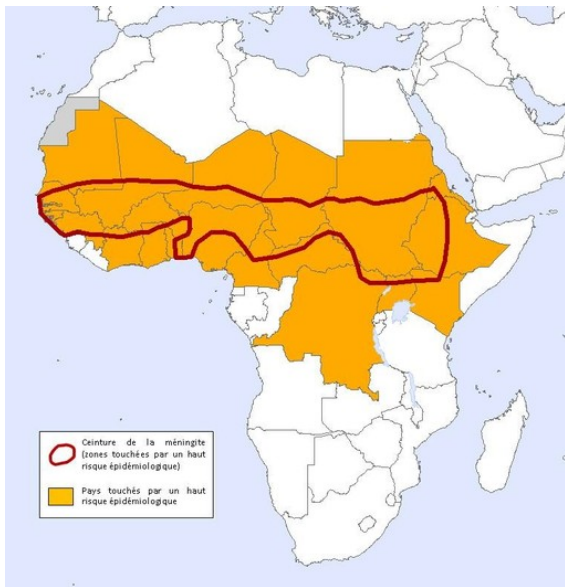 Ceinture de la méningite
(zones touchées par un haut
risque épidémiologique)
Pays touchés par un haut
risque épidémiologique